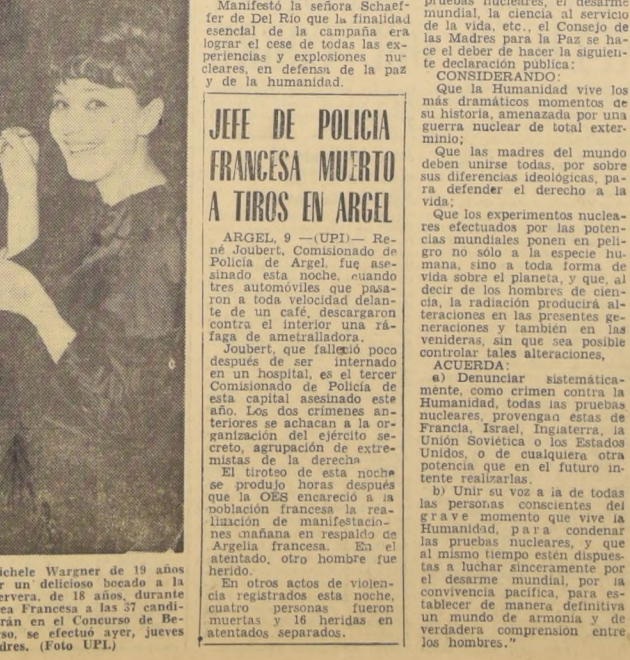 Manifestó la señora Schaef-
fer de Del Río que la finalidad
esencial de la campaña era
lograr el cese de todas las ex-
periencias y explosiones nu-
cleares, en defensa de la paz
y de la humanidad.
JEFE DE POLICIA
FRANCESA MUERTO
A TIROS EN ARGEL
ARGEL, 9 —(UPI)— Re-
né Joubert, Comisionado de
Policía de Argel, fue ase-
sinado esta noche, cuando
tres automóviles que pasa-
ron a toda velocidad delan-
te de un café, descargaron
contra el interior una rá-
faga de ametralladora.
Joubert, que falleció poco
después de ser internado
en un hospital, es el tercer
Comisionado de Policía de
esta capital asesinado este
año. Los dos crímenes an-
teriores se achacan a la or-
ganización del ejército se-
creto, agrupación de extre-
mistas de la derecha
El tiroteo de esta noche
se produjo horas después
que la OES encareció a la
población francesa la rea-
lización de manifestacio-
nes mañana en respaldo de
Argelia francesa. En el
atentado, otro hombre fue
herido.
En otros actos de violen-
cia registrados esta noche,
cuatro personas fueron
muertas y 16 heridas en
atentados separados.
pruebas nucleares, el desarme
mundial, la ciencia al servicio
de la vida, etc., el Consejo de
las Madres para la Paz se ha-
ce el deber de hacer la siguien-
te declaración pública:
CONSIDERANDO:
Que la Humanidad vive los
más dramáticos momentos de
su historia, amenazada por una
guerra nuclear de total exter-
minio;
Que las madres del mundo
deben unirse todas, por sobre
sus diferencias ideológicas, pa-
ra defender el derecho a la
vida;
Que los experimentos nuclea-
res efectuados por las poten-
cias mundiales ponen en peli-
gro no sólo a la especie hu-
mana, sino a toda forma de
vida sobre el planeta, y que, al
decir de los hombres de cien-
cia, la radiación producirá al-
teraciones en las presentes ge-
neraciones y también en las
venideras, sin que sea posible
controlar tales alteraciones,
ACUERDA:
a) Denunciar sistemática-
mente, como crimen contra la
Humanidad, todas las pruebas
nucleares, provengan estas de
Francia, Israel, Inglaterra, la
Unión Soviética o los Estados
Unidos, o de cualquiera otra
potencia que en el futuro in-
tente realizarlas.
b) Unir su voz a la de todas
las personas conscientes del
grave momento que vive la
Humanidad, para condenar
las pruebas nucleares, y que
al mismo tiempo estén dispues-
tas a luchar sinceramente por
el desarme mundial, por la
convivencia pacífica, para es-
tablecer de manera definitiva
un mundo de armonía y de
verdadera comprensión entre
los hombres."
ichele Wargner de 19 años
r un delicioso bocado a la
ervera, de 18 años, durante
ea Francesa a las 37 candi-
rán en el Concurso de Be-
so, se efectuó ayer, jueves
dres. (Foto UPI.)